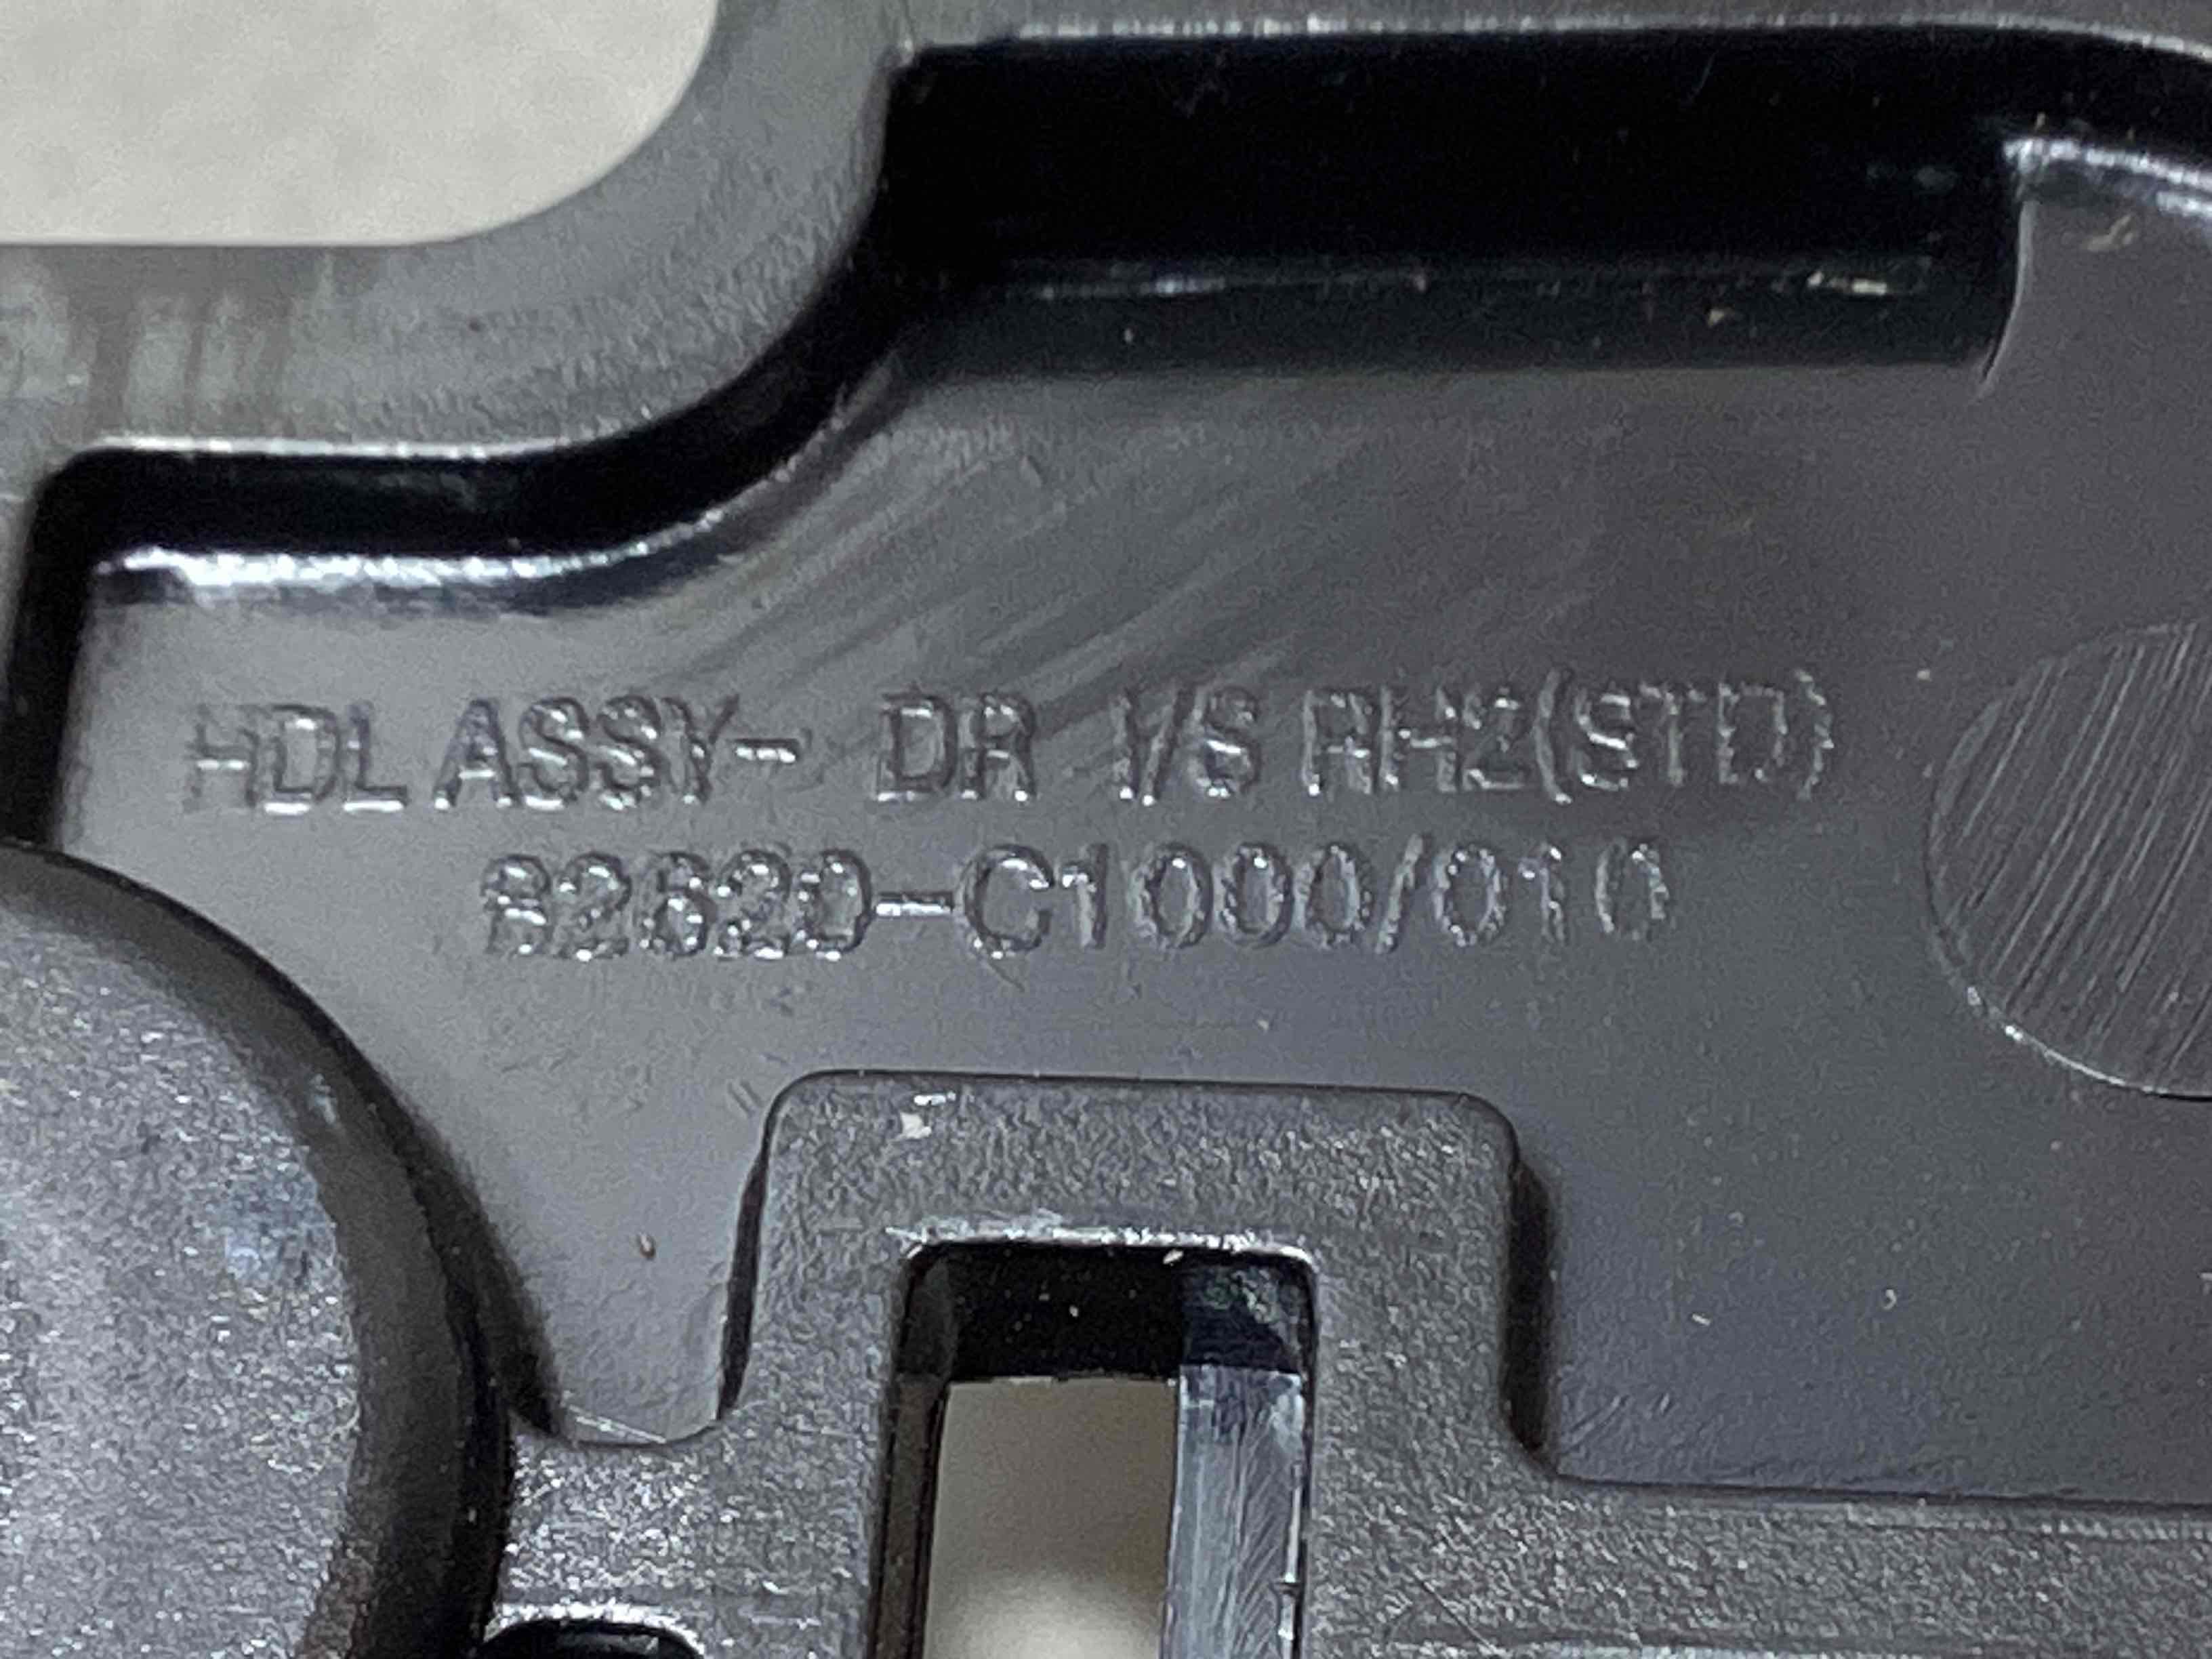 HDL ASSY- DR I/S RH2(STD)
82620-C1000/010